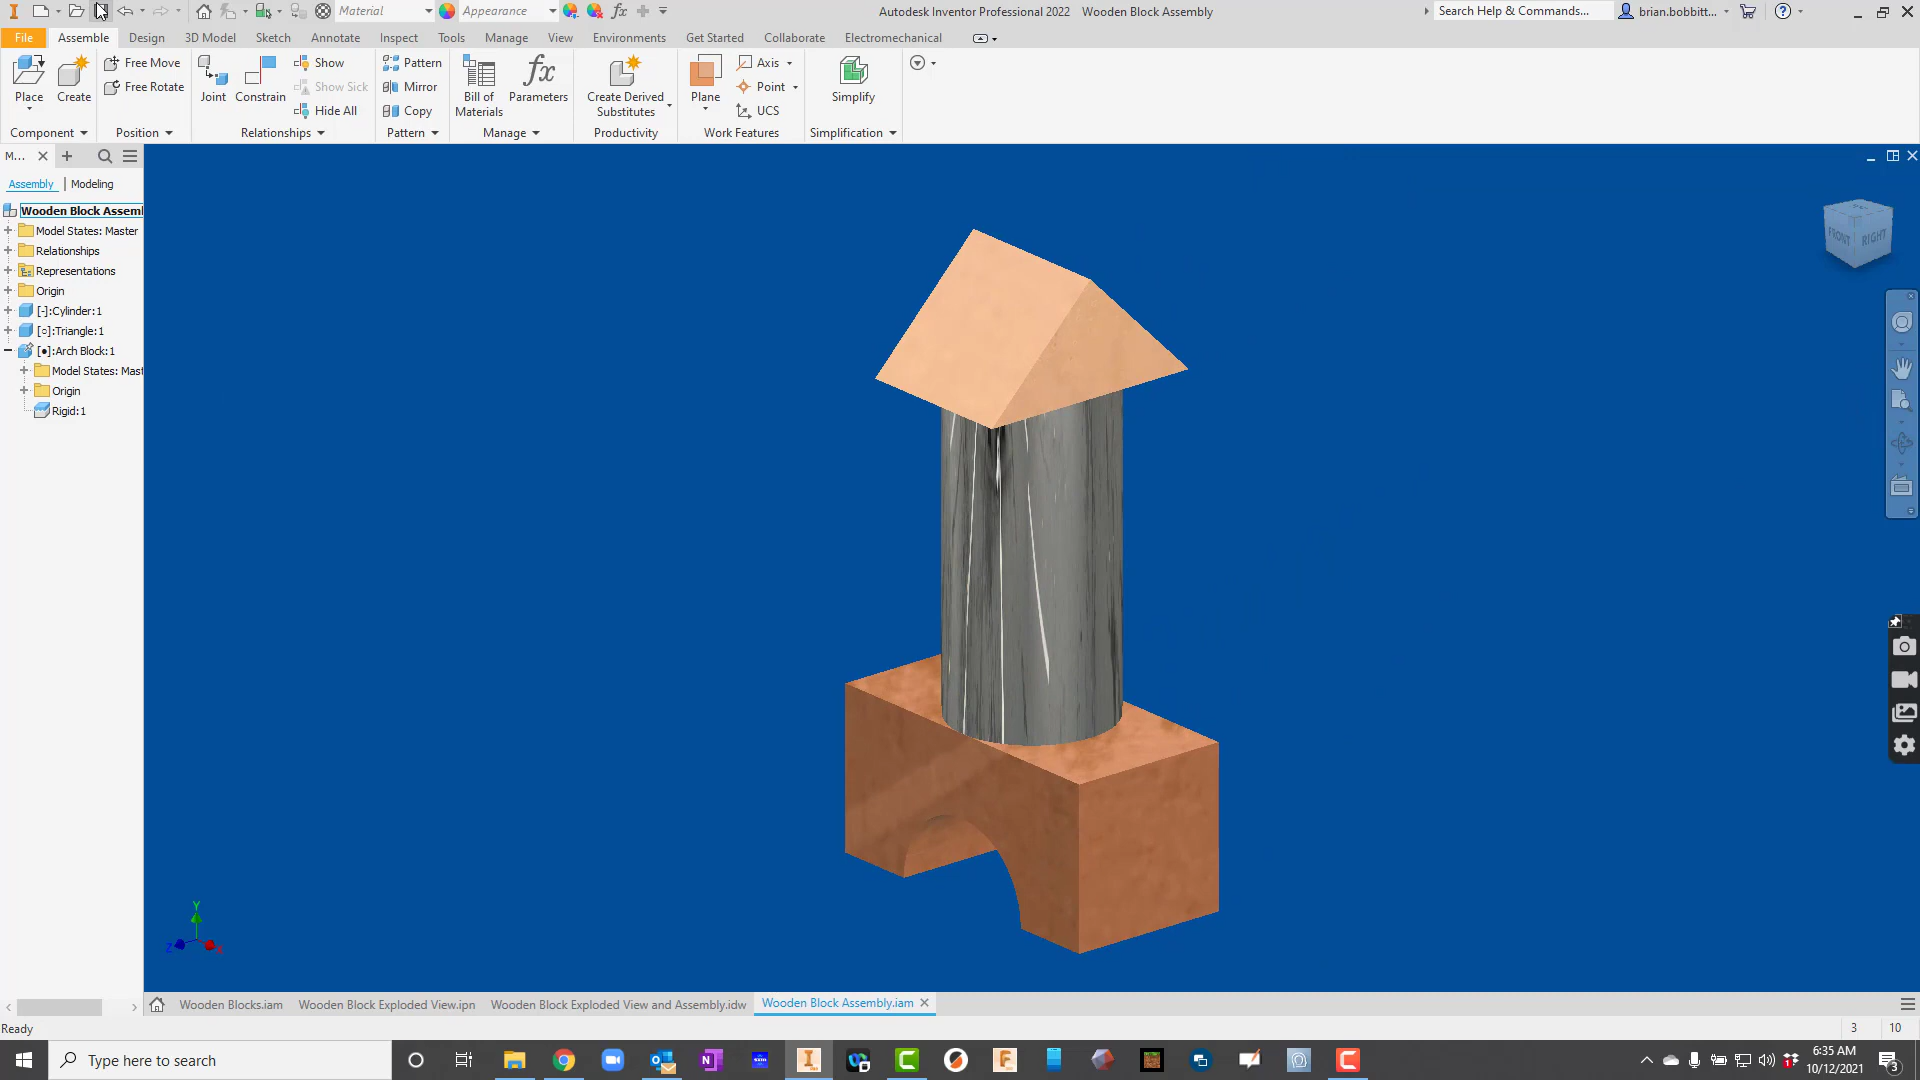 Material
Appearance
Autodesk Inventor Professional 2022 Wooden Block Assembly
Search Help & Commands...
brian.bobbitt...
File Assemble Design 3D Model Sketch Annotate Inspect Tools Manage View Environments Get Started Collaborate Electromechanical
Place
Create
Free Move
Free Rotate
Joint
Constrain
Show
Show Sick
Hide All
Pattern
Mirror
Copy
Bill of
Materials
Parameters
Create Derived
Substitutes
Plane
Axis
Point
UCS
Simplify
Component
Position
Relationships
Pattern
Manage
Productivity
Work Features
Simplification
M...
Assembly Modeling
Wooden Block Assembl
Model States: Master
Relationships
Representations
Origin
[-]:Cylinder:1
[○]:Triangle:1
[●]:Arch Block:1
Model States: Mast
Origin
Rigid:1
FRONT RIGHT
Y
Z X
Wooden Blocks.iam Wooden Block Exploded View.ipn Wooden Block Exploded View and Assembly.idw Wooden Block Assembly.iam
Ready
3 10
Type here to search
6:35 AM
10/12/2021
3